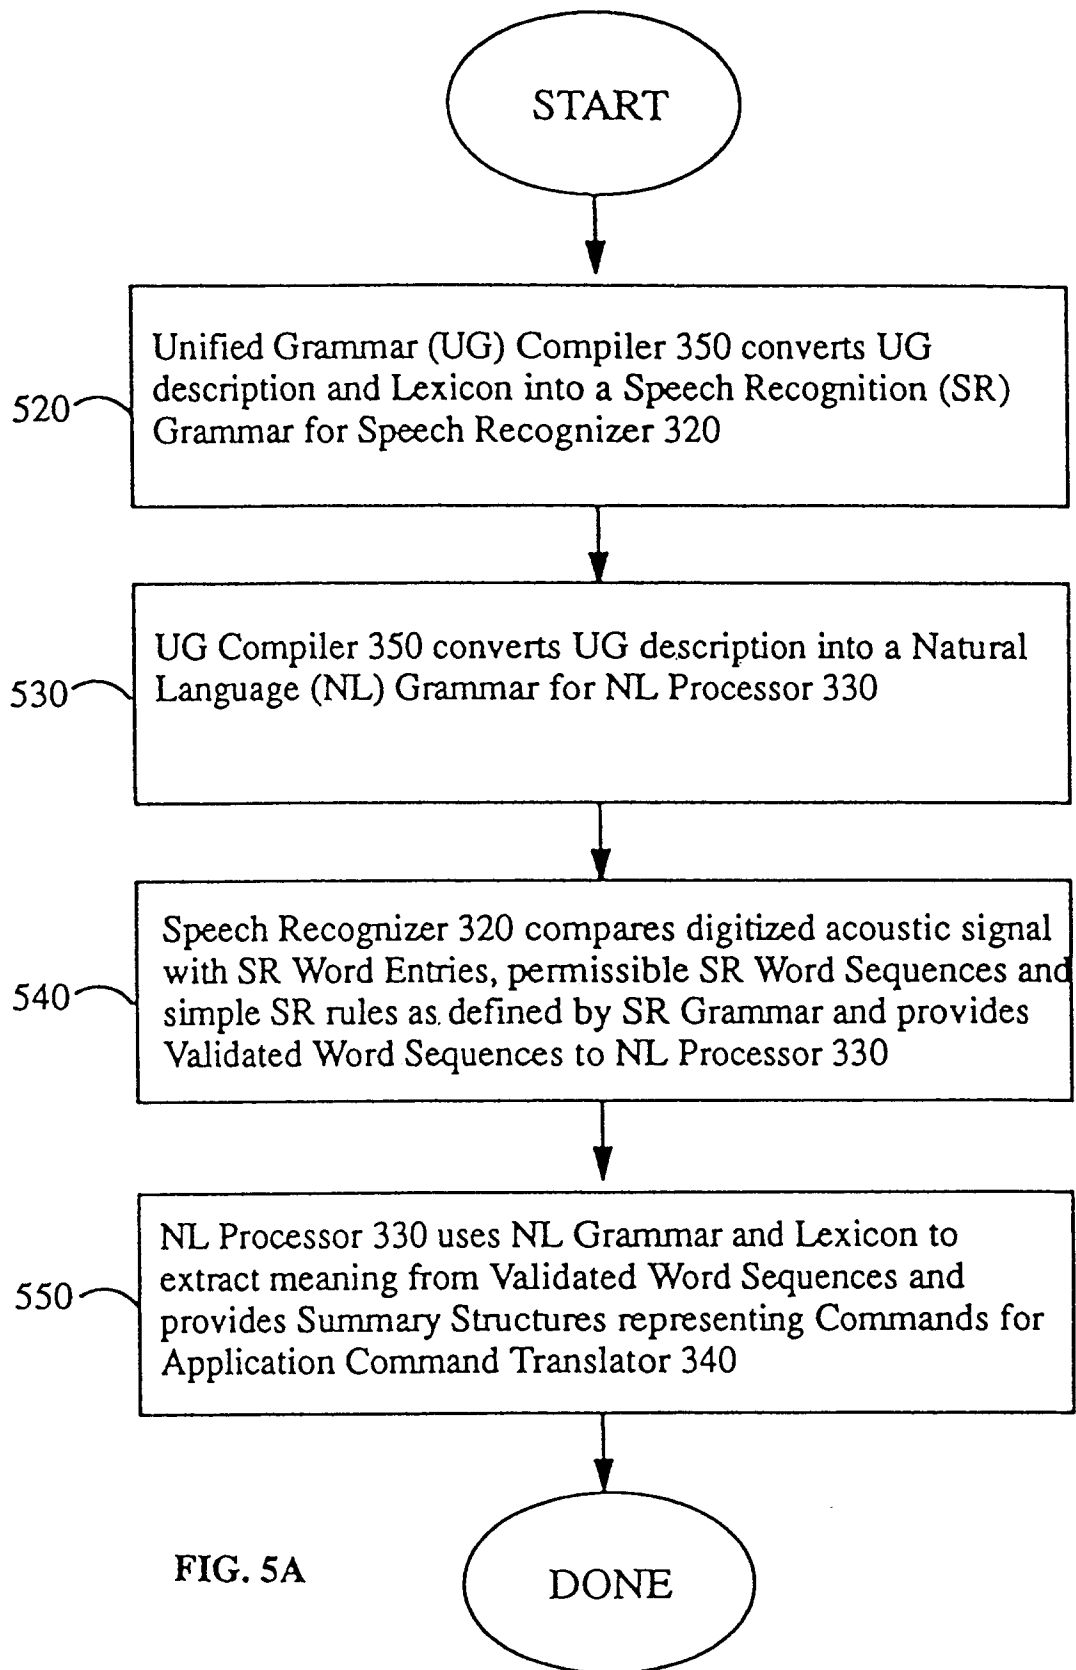 START
Unified Grammar (UG) Compiler 350 converts UG
description and Lexicon into a Speech Recognition (SR)
Grammar for Speech Recognizer 320
520
UG Compiler 350 converts UG description into a Natural
Language (NL) Grammar for NL Processor 330
530
Speech Recognizer 320 compares digitized acoustic signal
with SR Word Entries, permissible SR Word Sequences and
simple SR rules as defined by SR Grammar and provides
Validated Word Sequences to NL Processor 330
540
NL Processor 330 uses NL Grammar and Lexicon to
extract meaning from Validated Word Sequences and
provides Summary Structures representing Commands for
Application Command Translator 340
550
FIG. 5A
DONE